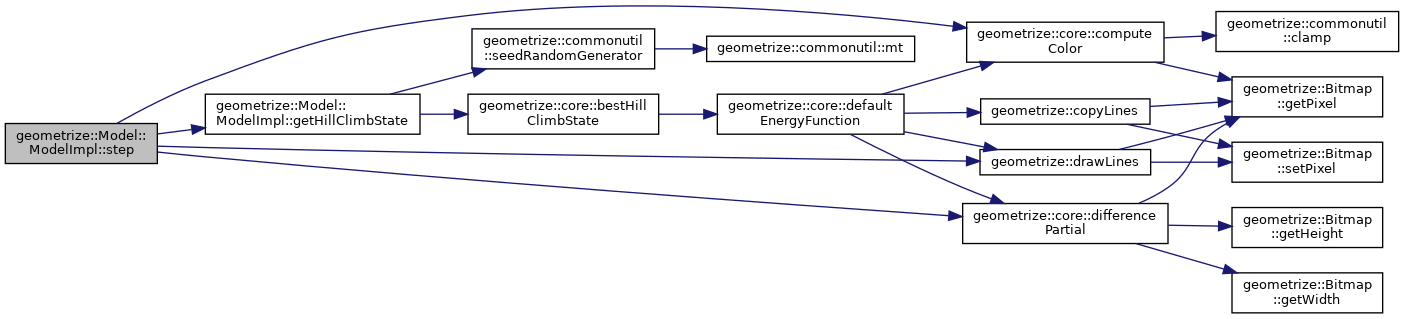 geometrize::Model::
ModelImpl::step
geometrize::Model::
ModelImpl::getHillClimbState
geometrize::commonutil
::seedRandomGenerator
geometrize::core::bestHill
ClimbState
geometrize::commonutil::mt
geometrize::core::default
EnergyFunction
geometrize::core::compute
Color
geometrize::copyLines
geometrize::drawLines
geometrize::core::difference
Partial
geometrize::commonutil
::clamp
geometrize::Bitmap
::getPixel
geometrize::Bitmap
::setPixel
geometrize::Bitmap
::getHeight
geometrize::Bitmap
::getWidth